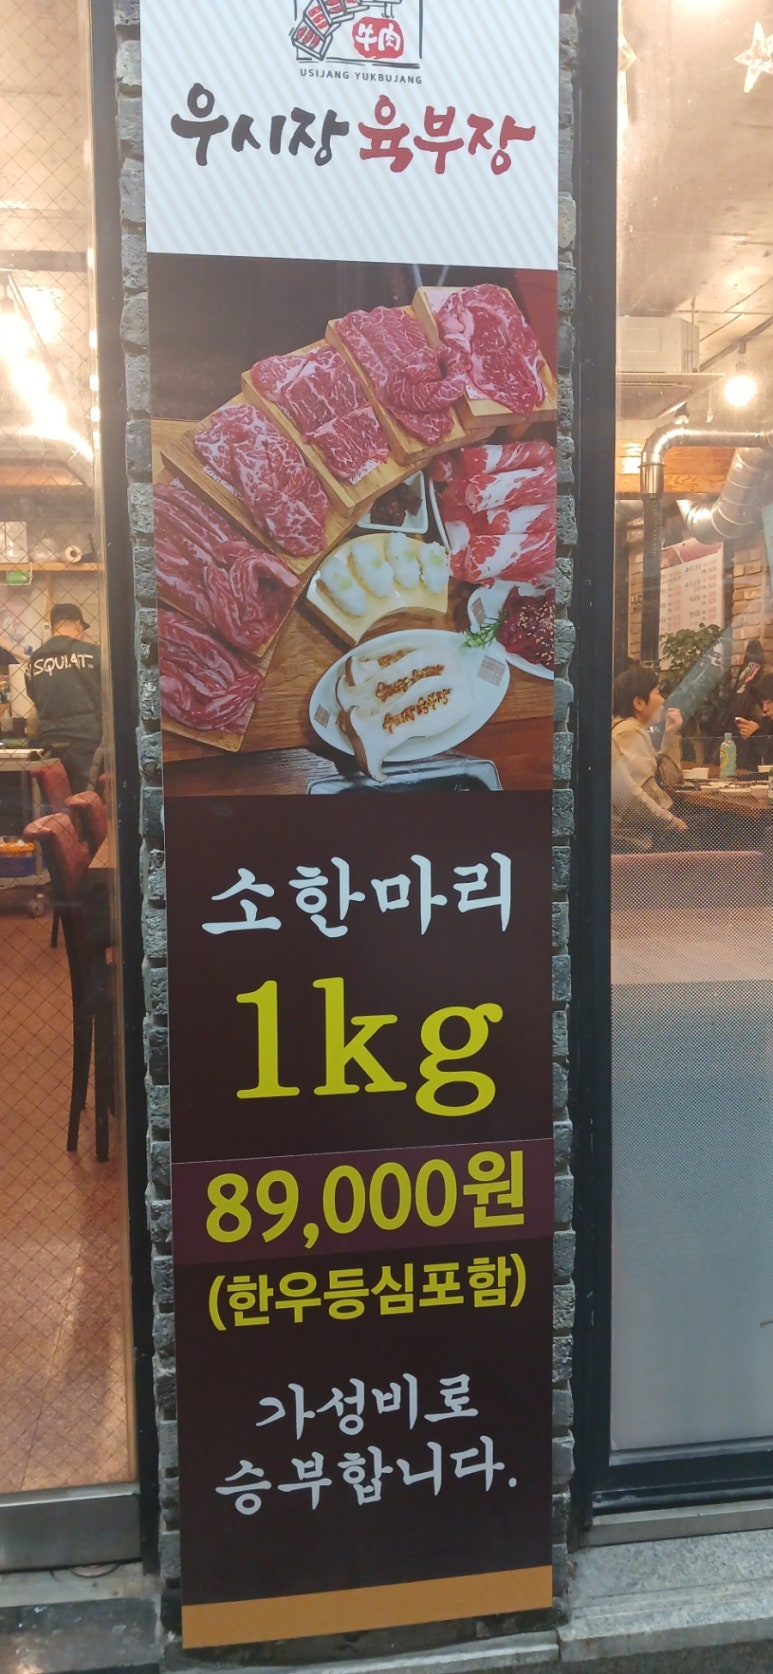 牛肉
USIJANG YUKBUJANG
우시장 육부장
소한마리
1kg
89,000원
(한우등심포함)
가성비로
승부합니다.
SQUIAT